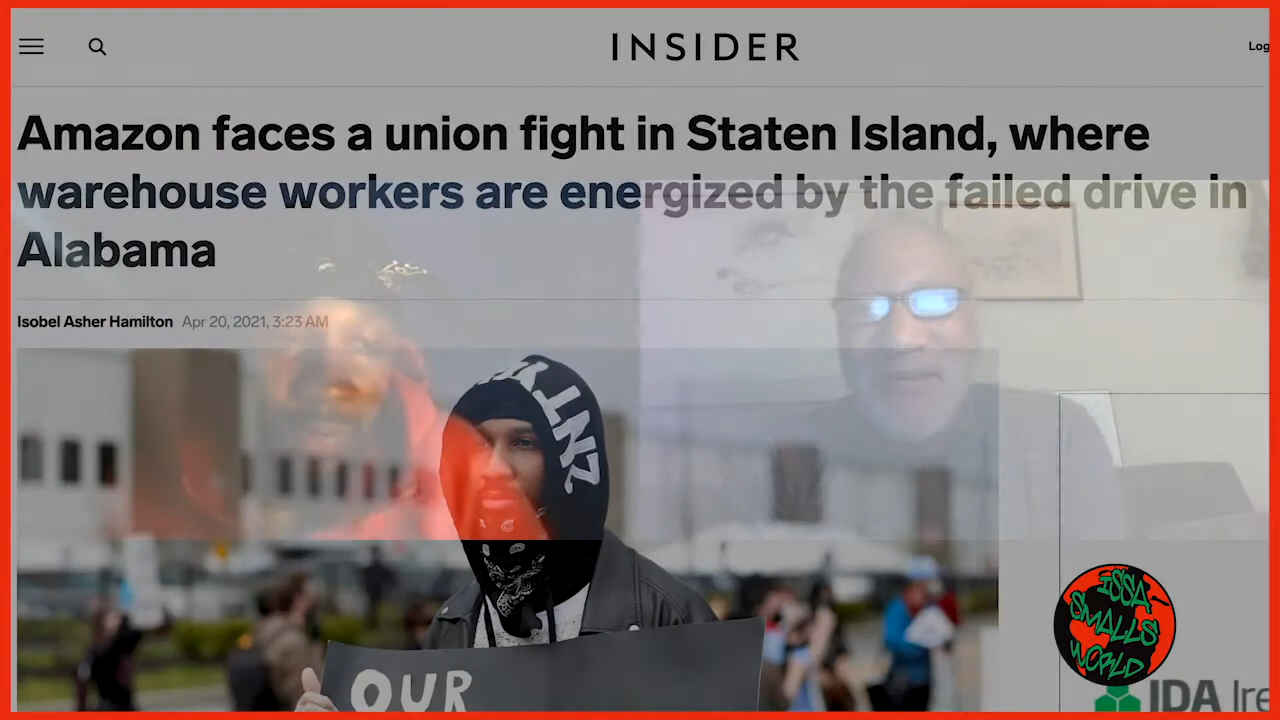 INSIDER
Log
Amazon faces a union fight in Staten Island, where
warehouse workers are energized by the failed drive in
Alabama
Isobel Asher Hamilton Apr 20, 2021, 3:23 AM
OUR
ISSA
SMALLS
WORLD
IDA Ire